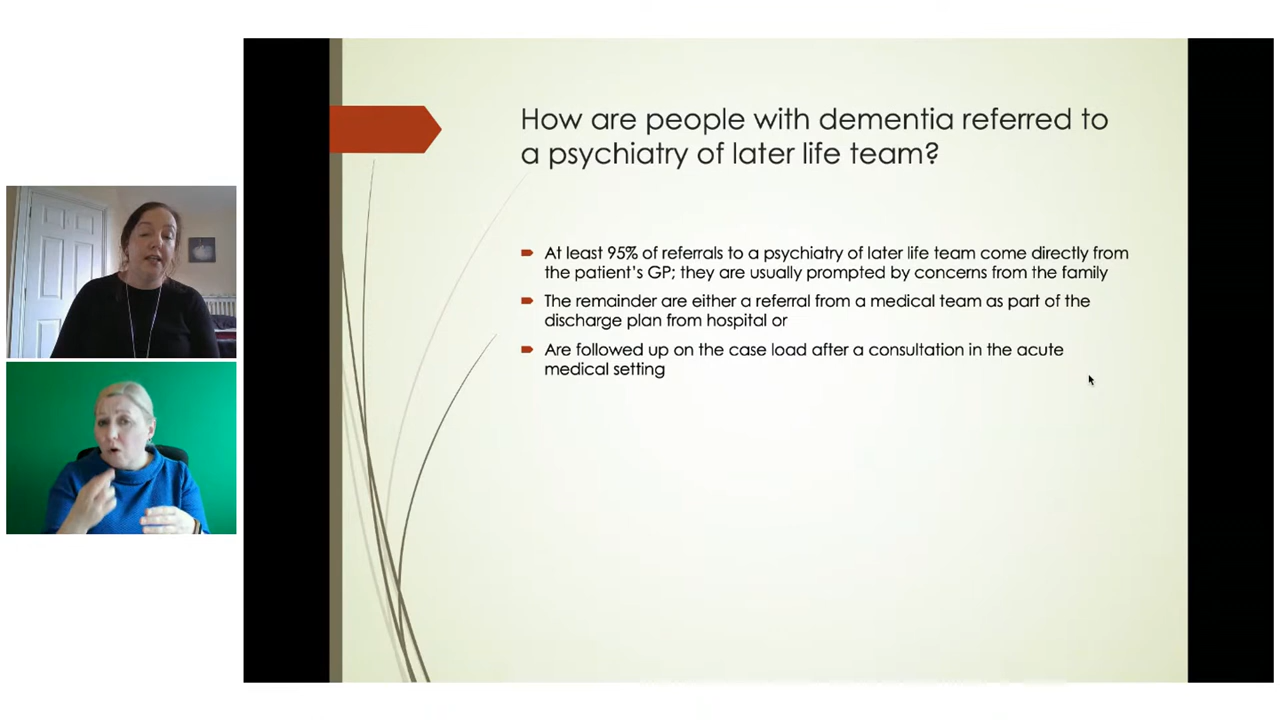 How are people with dementia referred to
a psychiatry of later life team?
At least 95% of referrals to a psychiatry of later life team come directly from
the patient's GP; they are usually prompted by concerns from the family
The remainder are either a referral from a medical team as part of the
discharge plan from hospital or
Are followed up on the case load after a consultation in the acute
medical setting